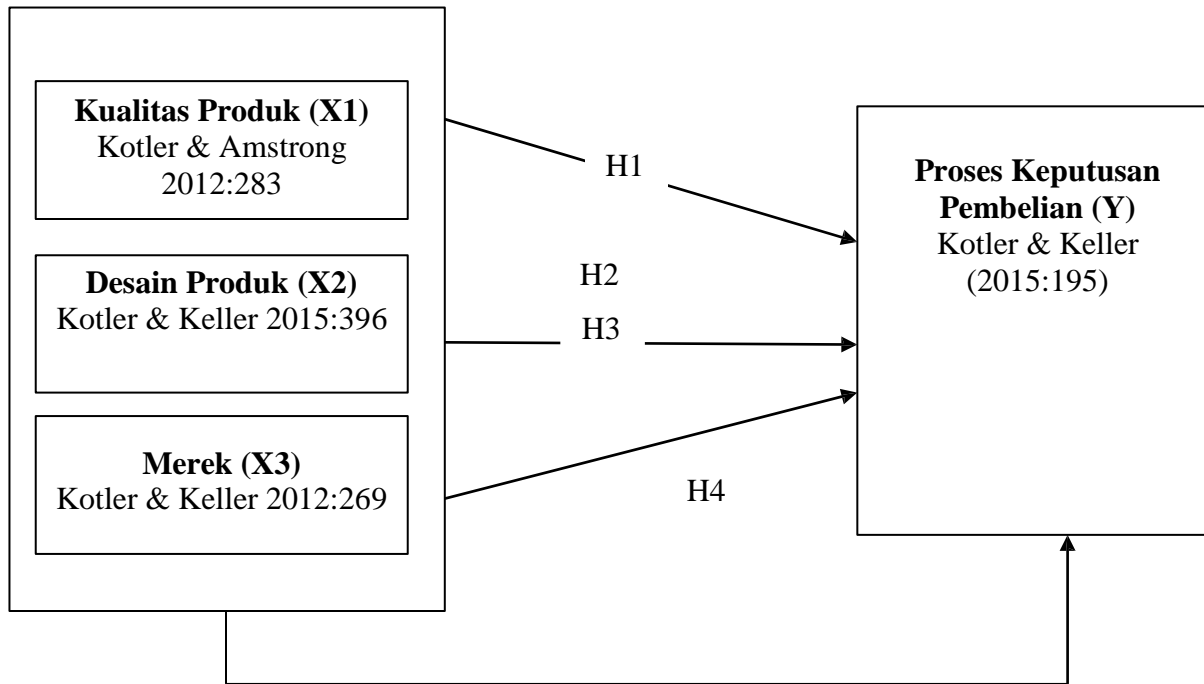 Kualitas Produk (X1)
Kotler & Amstrong
2012:283
Desain Produk (X2)
Kotler & Keller 2015:396
Merek (X3)
Kotler & Keller 2012:269
H1
H2
H3
H4
Proses Keputusan
Pembelian (Y)
Kotler & Keller
(2015:195)